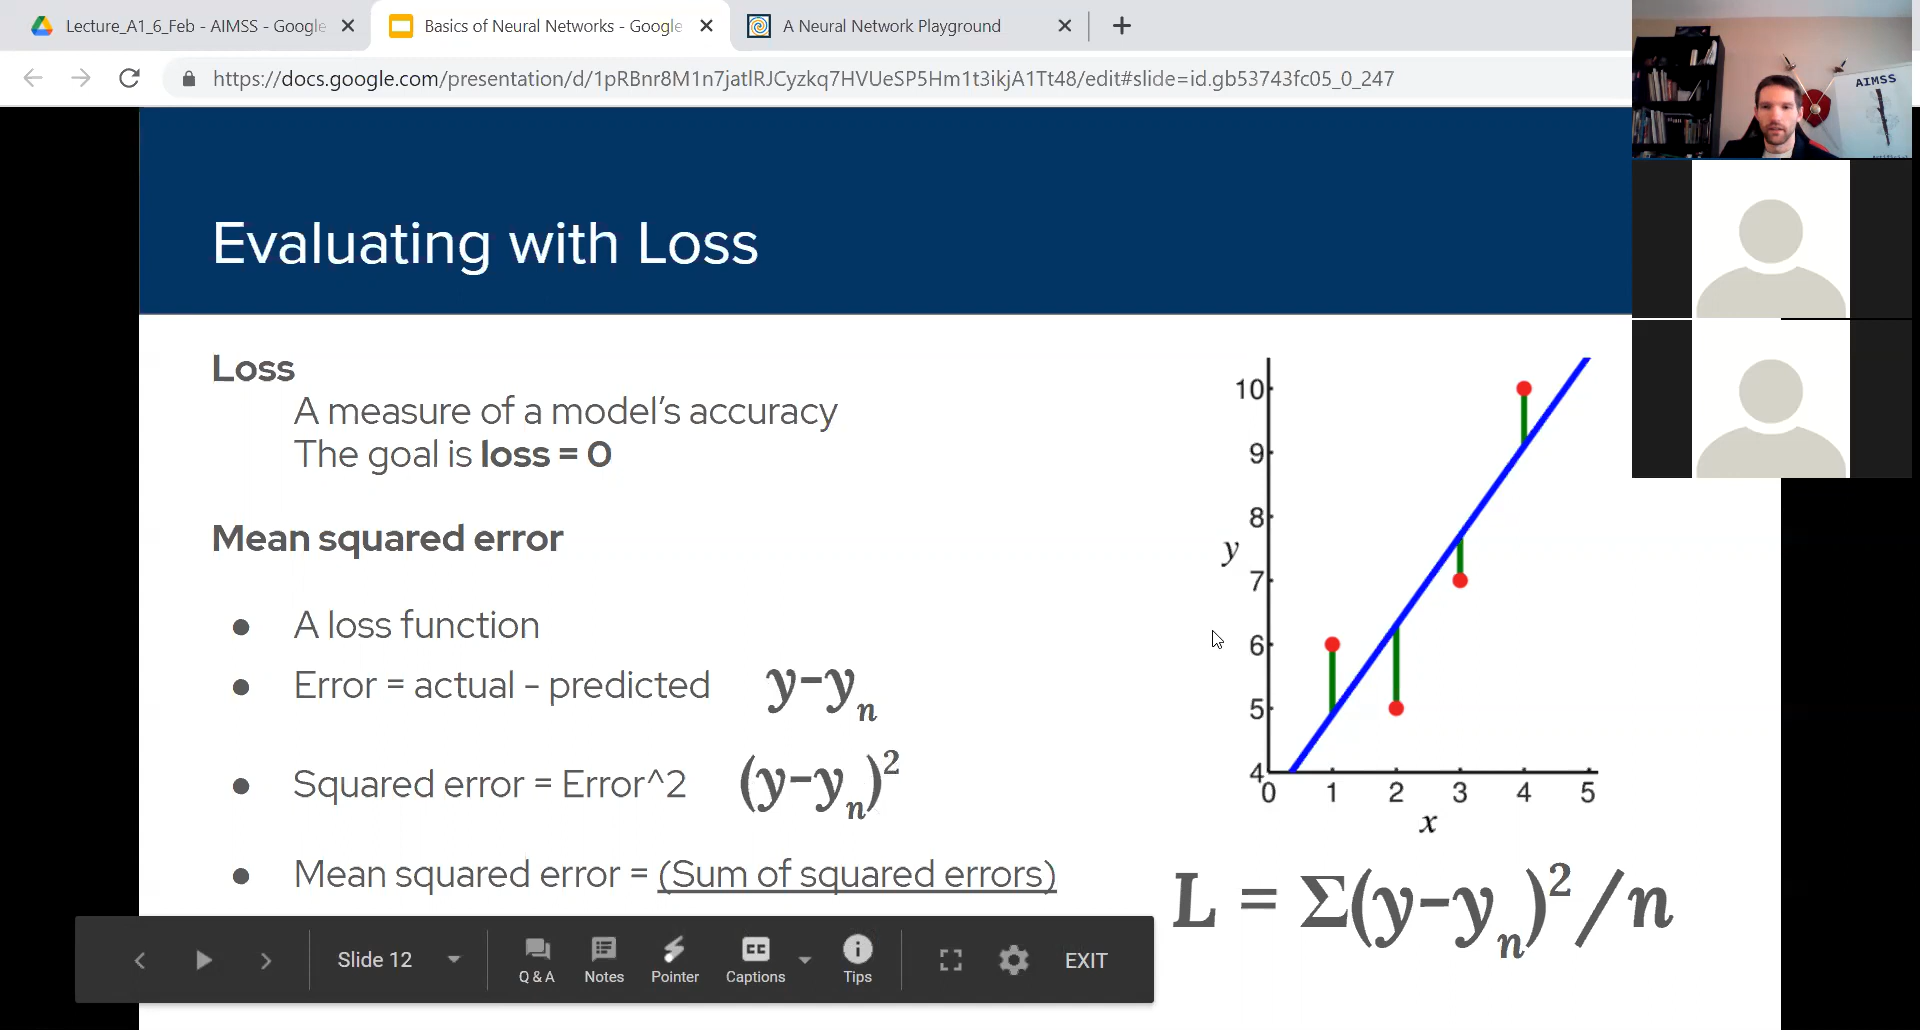 Lecture_A1_6_Feb - AIMSS - Google
Basics of Neural Networks - Google
A Neural Network Playground
https://docs.google.com/presentation/d/1pRBnr8M1n7jatlRJCyzkq7HVUeSP5Hm1t3ikjA1Tt48/edit#slide=id.gb53743fc05_0_247
AIMSS
Evaluating with Loss
Loss
A measure of a model’s accuracy
The goal is loss = 0
Mean squared error
● A loss function
● Error = actual - predicted y-yₙ
● Squared error = Error^2 (y-yₙ)²
● Mean squared error = (Sum of squared errors)
10
9
8
y
7
6
5
4
0 1 2 3 4 5
x
L = Σ(y-yₙ)²/n
Slide 12
Q & A
Notes
Pointer
CC
Captions
Tips
EXIT